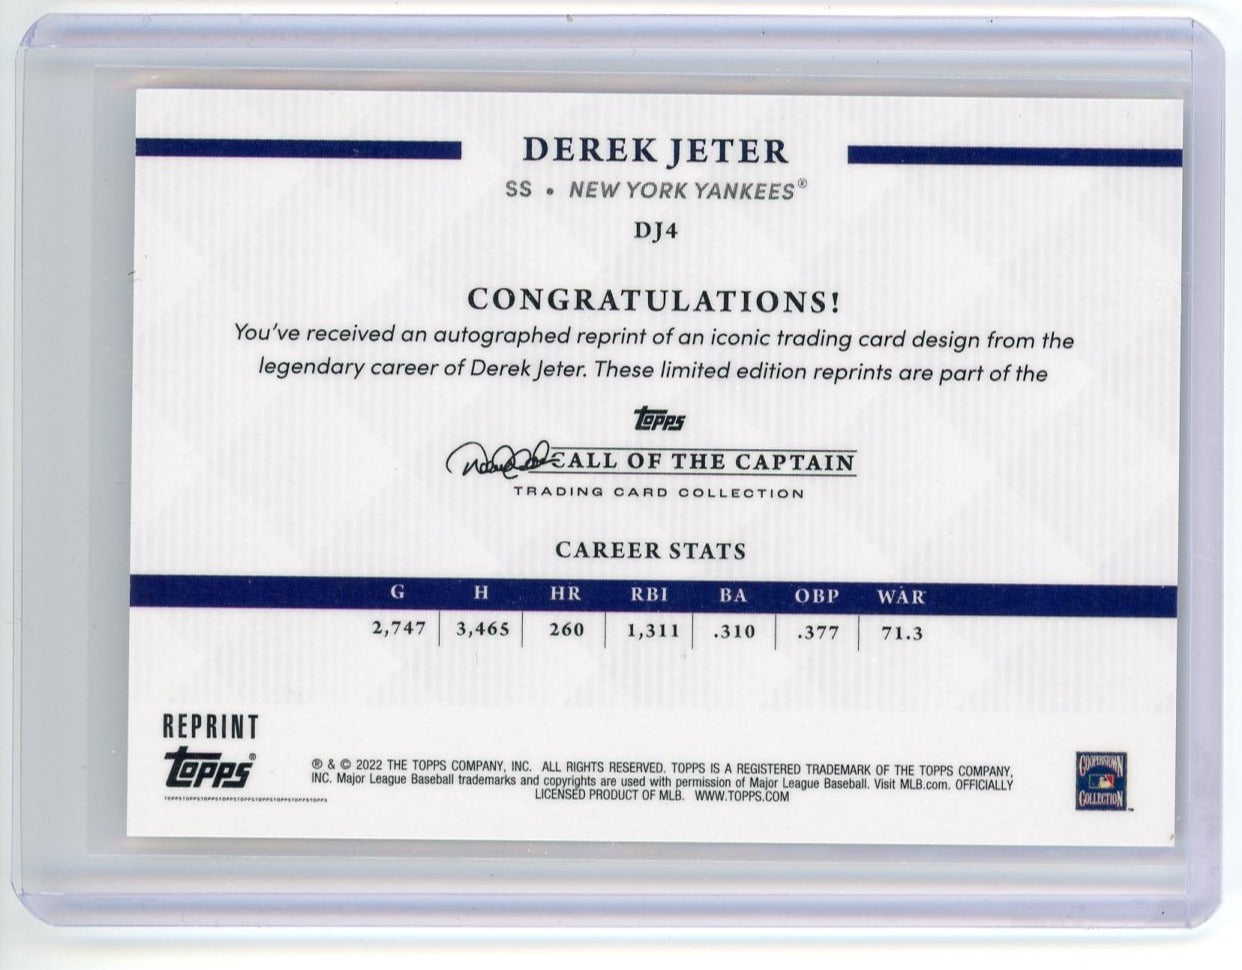 DEREK JETER
SS • NEW YORK YANKEES®
DJ4
CONGRATULATIONS!
You've received an autographed reprint of an iconic trading card design from the
legendary career of Derek Jeter. These limited edition reprints are part of the
Topps
CALL OF THE CAPTAIN
TRADING CARD COLLECTION
CAREER STATS
G H HR RBI BA OBP WAR
2,747 3,465 260 1,311 .310 .377 71.3
REPRINT
Topps®
TOPPSTOPPSTOPPSTOPPSTOPPSTOPPSTOPPSTOPPSTOPPS
® & © 2022 THE TOPPS COMPANY, INC. ALL RIGHTS RESERVED. TOPPS IS A REGISTERED TRADEMARK OF THE TOPPS COMPANY,
INC. Major League Baseball trademarks and copyrights are used with permission of Major League Baseball. Visit MLB.com. OFFICIALLY
LICENSED PRODUCT OF MLB. WWW.TOPPS.COM
COOPERSTOWN
COLLECTION™